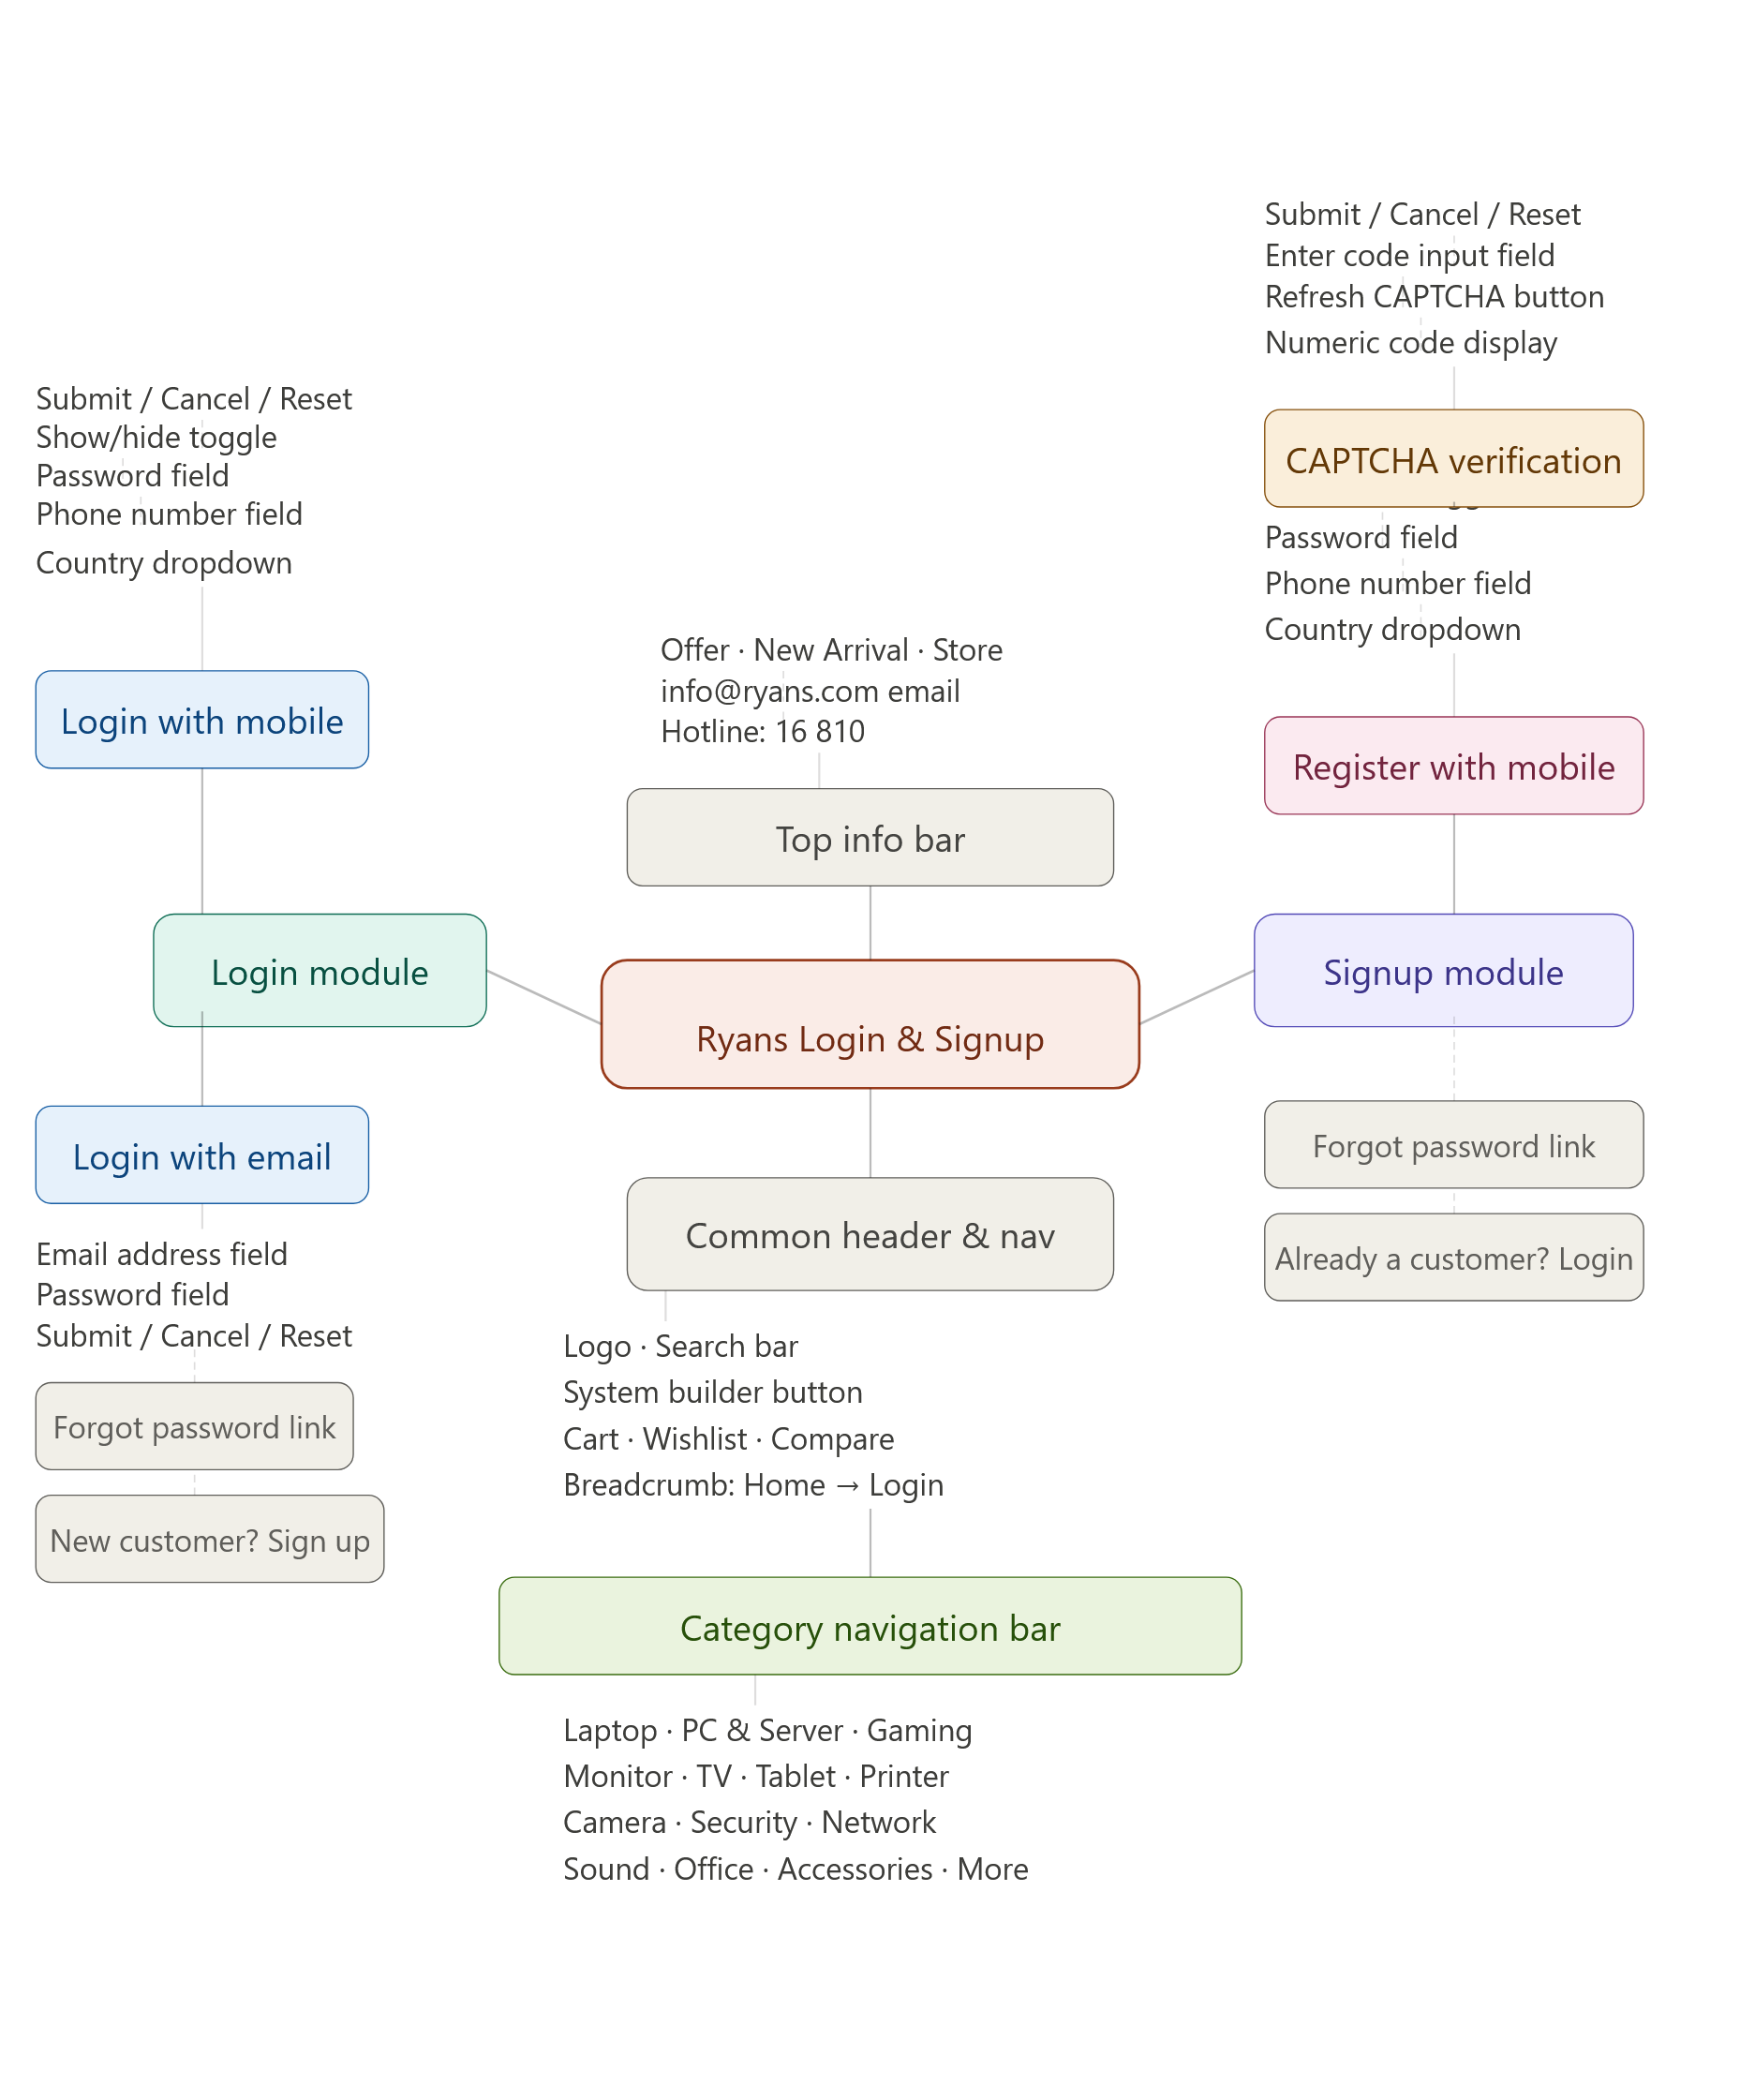 Submit / Cancel / Reset
Show/hide toggle
Password field
Phone number field
Country dropdown
Login with mobile
Login module
Login with email
Email address field
Password field
Submit / Cancel / Reset
Forgot password link
New customer? Sign up
Offer · New Arrival · Store
info@ryans.com email
Hotline: 16 810
Top info bar
Ryans Login & Signup
Common header & nav
Logo · Search bar
System builder button
Cart · Wishlist · Compare
Breadcrumb: Home → Login
Category navigation bar
Laptop · PC & Server · Gaming
Monitor · TV · Tablet · Printer
Camera · Security · Network
Sound · Office · Accessories · More
Submit / Cancel / Reset
Enter code input field
Refresh CAPTCHA button
Numeric code display
CAPTCHA verification
Password field
Phone number field
Country dropdown
Register with mobile
Signup module
Forgot password link
Already a customer? Login